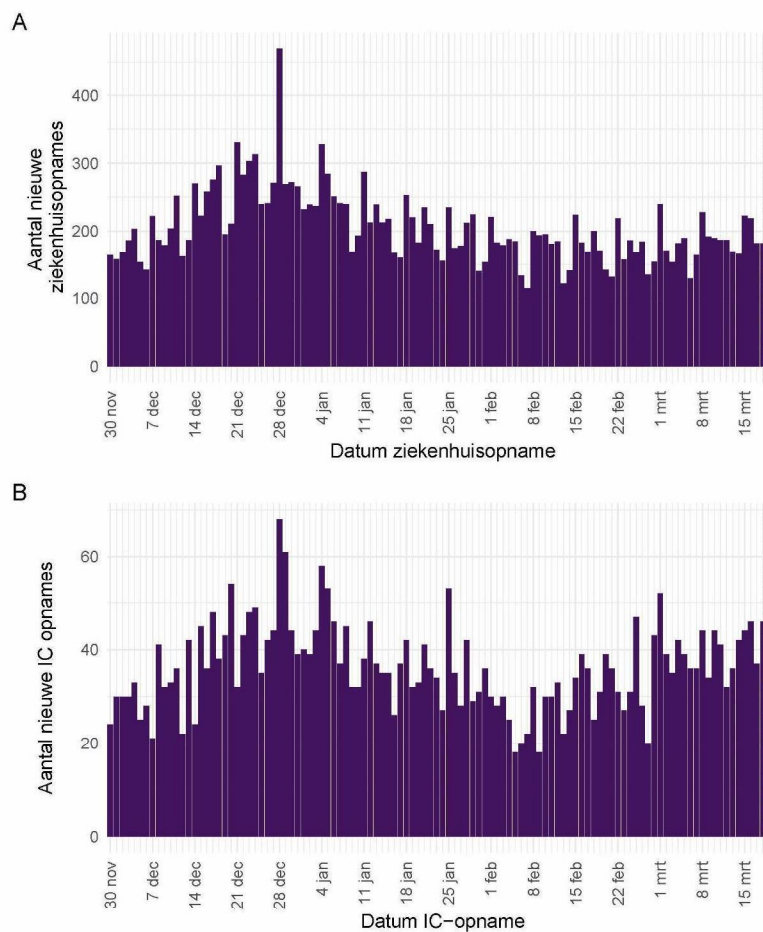 A
Aantal nieuwe
ziekenhuisopnames
400
300
200
100
0
30 nov
7 dec
14 dec
21 dec
28 dec
4 jan
11 jan
18 jan
25 jan
1 feb
8 feb
15 feb
22 feb
1 mrt
8 mrt
15 mrt
Datum ziekenhuisopname
B
Aantal nieuwe IC opnames
60
40
20
0
30 nov
7 dec
14 dec
21 dec
28 dec
4 jan
11 jan
18 jan
25 jan
1 feb
8 feb
15 feb
22 feb
1 mrt
8 mrt
15 mrt
Datum IC−opname